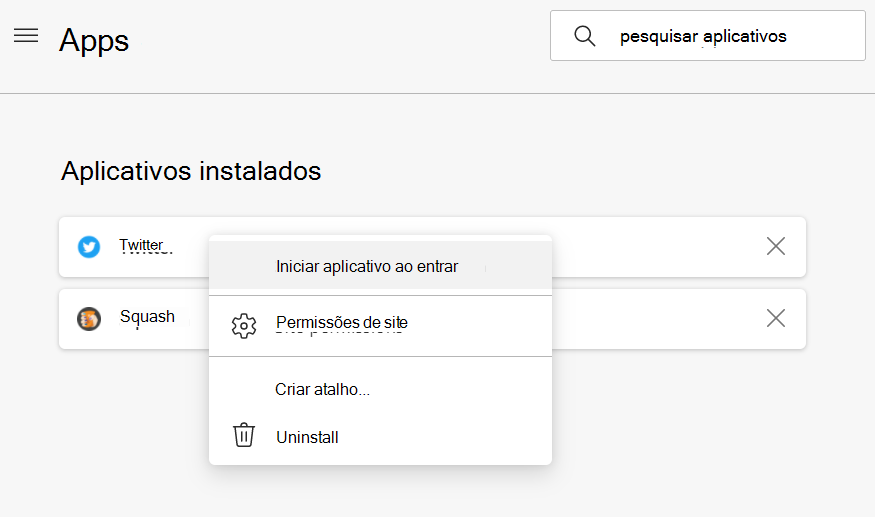 Apps
pesquisar aplicativos
Aplicativos instalados
Twitter
Iniciar aplicativo ao entrar
Squash
Permissões de site
Criar atalho...
Uninstall